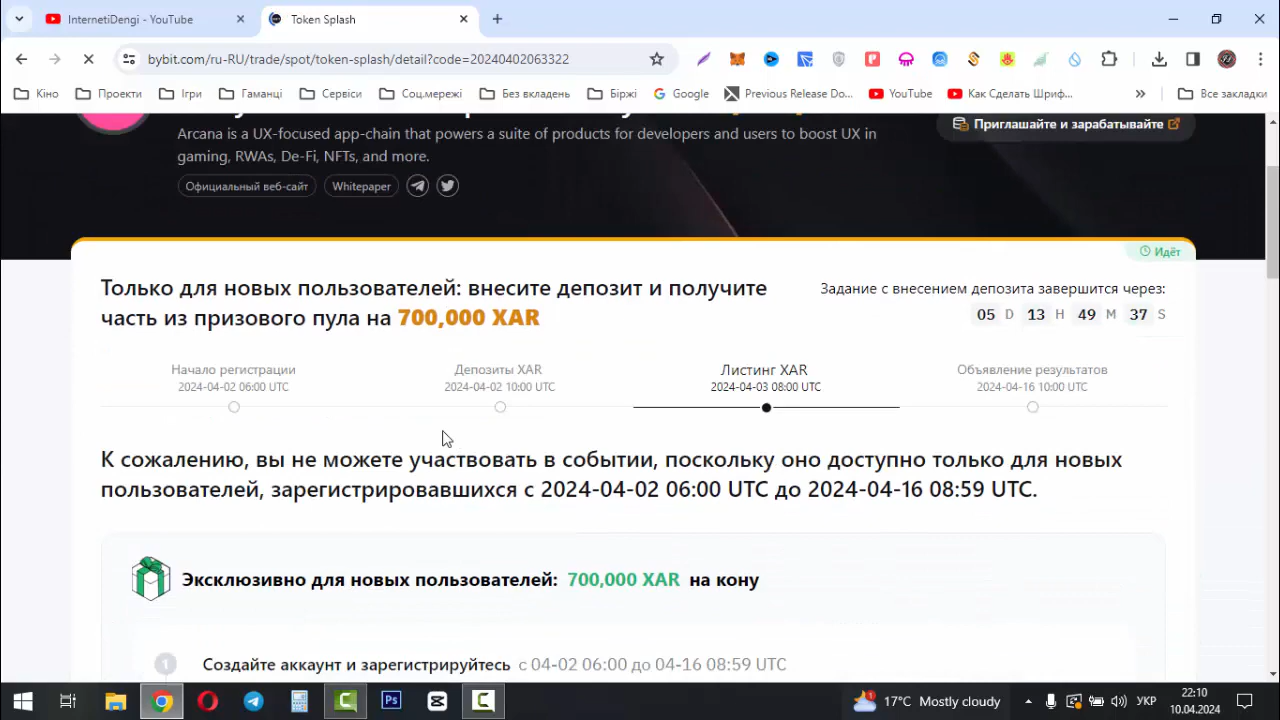 InternetiDengi - YouTube
Token Splash
bybit.com/ru-RU/trade/spot/token-splash/detail?code=20240402063322
Кіно
Проекти
Ігри
Гаманці
Сервіси
Соц.мережі
Без вкладень
Біржі
Google
Previous Release Do...
YouTube
Как Сделать Шриф...
Все закладки
Arcana is a UX-focused app-chain that powers a suite of products for developers and users to boost UX in
gaming, RWAs, De-Fi, NFTs, and more.
Приглашайте и зарабатывайте
Официальный веб-сайт
Whitepaper
Идёт
Только для новых пользователей: внесите депозит и получите
часть из призового пула на 700,000 XAR
Задание с внесением депозита завершится через:
05 D 13 H 49 M 37 S
Начало регистрации
2024-04-02 06:00 UTC
Депозиты XAR
2024-04-02 10:00 UTC
Листинг XAR
2024-04-03 08:00 UTC
Объявление результатов
2024-04-16 10:00 UTC
К сожалению, вы не можете участвовать в событии, поскольку оно доступно только для новых
пользователей, зарегистрировавшихся с 2024-04-02 06:00 UTC до 2024-04-16 08:59 UTC.
Эксклюзивно для новых пользователей: 700,000 XAR на кону
1
Создайте аккаунт и зарегистрируйтесь с 04-02 06:00 до 04-16 08:59 UTC
17°C Mostly cloudy
УКР
22:10
10.04.2024